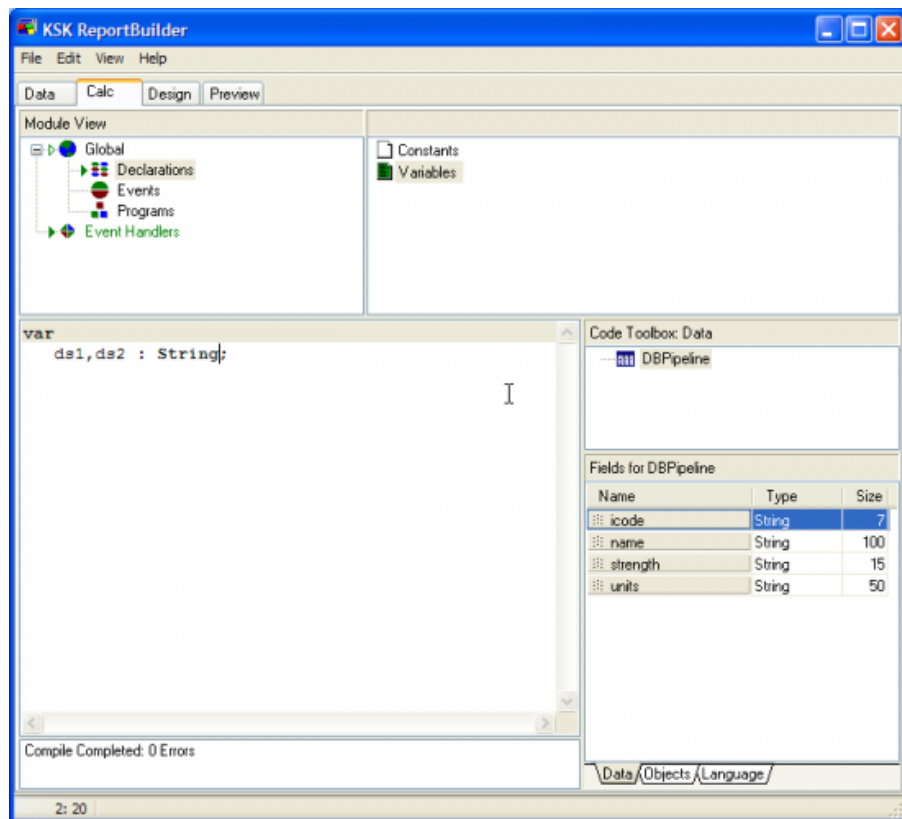 KSK ReportBuilder
File Edit View Help
Data Calc Design Preview
Module View
Global
Declarations
Events
Programs
Event Handlers
Constants
Variables
var
ds1,ds2 : String;
Compile Completed: 0 Errors
Code Toolbox: Data
DBPipeline
Fields for DBPipeline
Name Type Size
icode String 7
name String 100
strength String 15
units String 50
Data Objects Language
2: 20